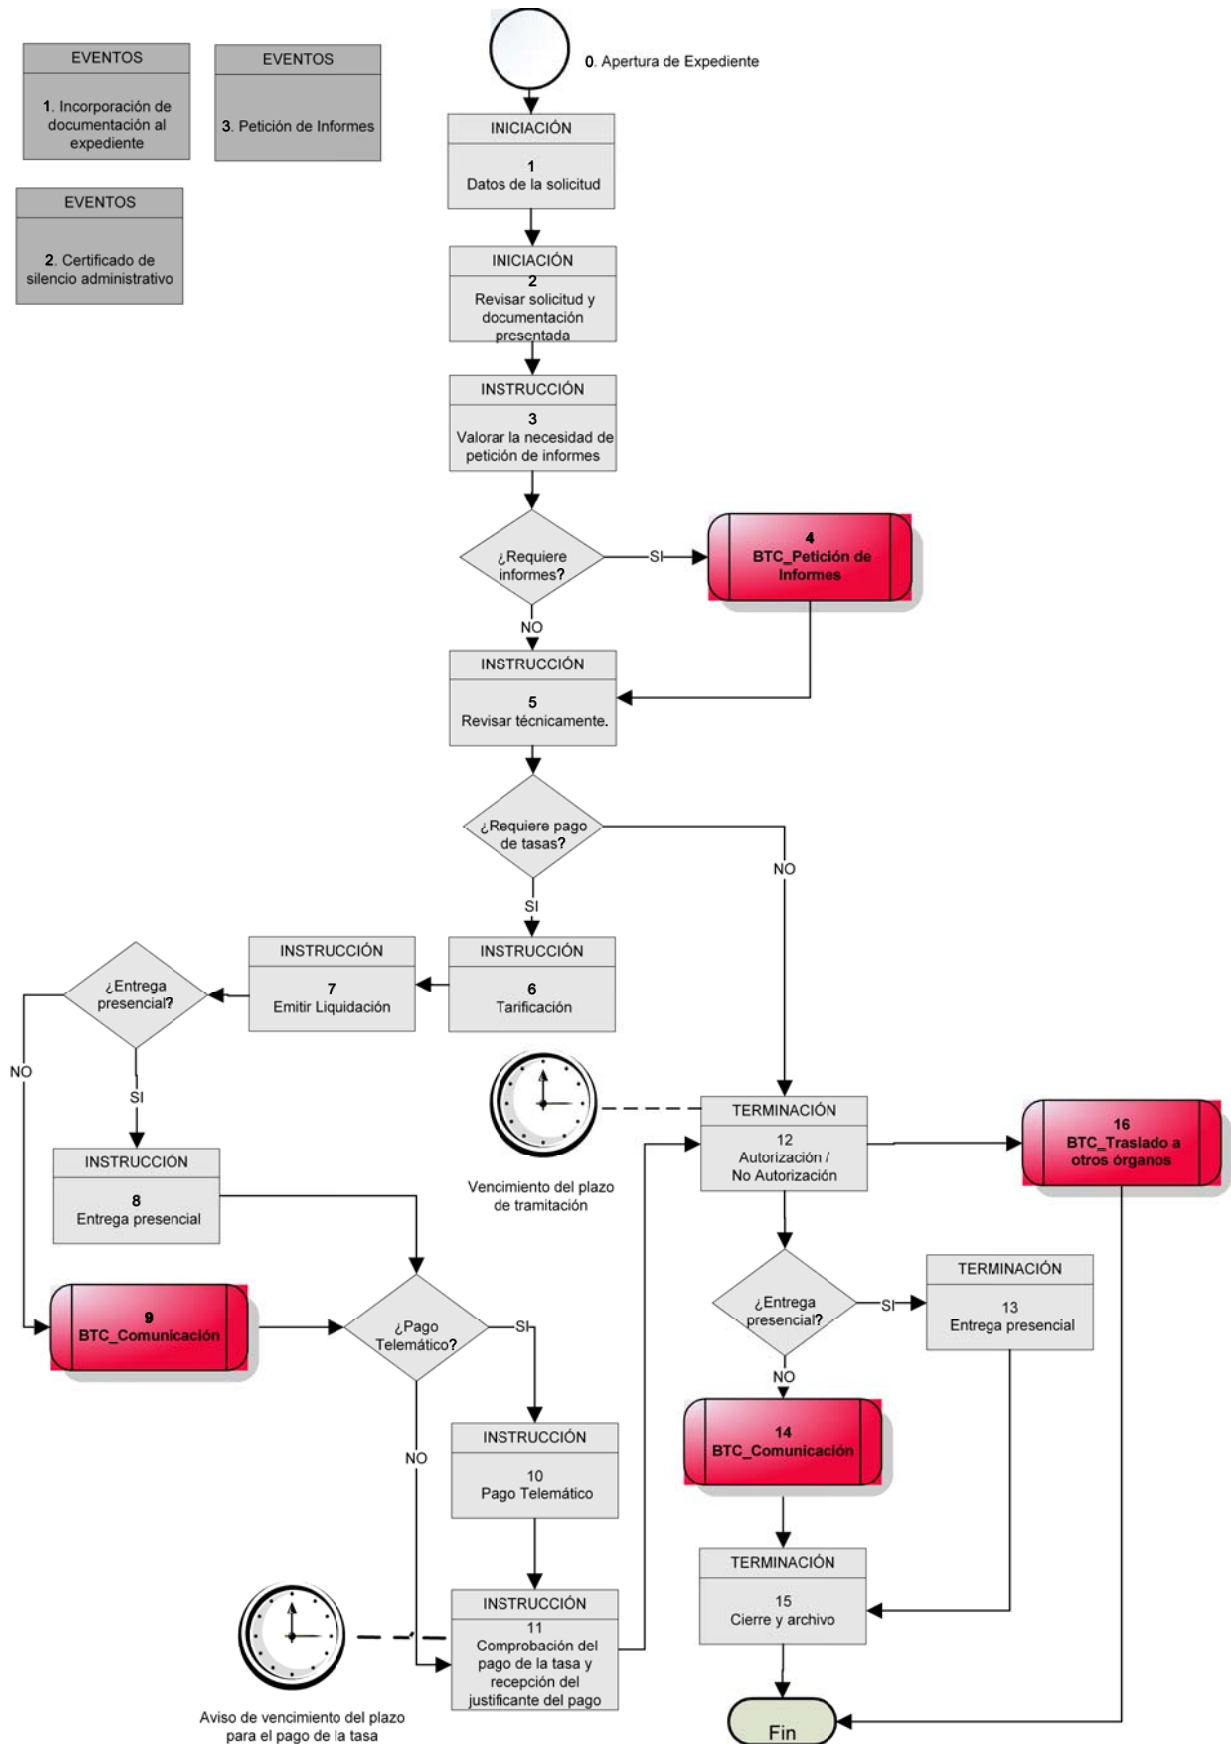 EVENTOS
1. Incorporación de
documentación al
expediente
EVENTOS
3. Petición de Informes
EVENTOS
2. Certificado de
silencio administrativo
0. Apertura de Expediente
INICIACIÓN
1
Datos de la solicitud
INICIACIÓN
2
Revisar solicitud y
documentación
presentada
INSTRUCCIÓN
3
Valorar la necesidad de
petición de informes
¿Requiere
informes?
SI
4
BTC_Petición de
Informes
NO
INSTRUCCIÓN
5
Revisar técnicamente.
¿Requiere pago
de tasas?
NO
SI
INSTRUCCIÓN
6
Tarificación
INSTRUCCIÓN
7
Emitir Liquidación
¿Entrega
presencial?
NO
SI
INSTRUCCIÓN
8
Entrega presencial
9
BTC_Comunicación
¿Pago
Telemático?
SI
NO
INSTRUCCIÓN
10
Pago Telemático
INSTRUCCIÓN
11
Comprobación del
pago de la tasa y
recepción del
justificante del pago
Aviso de vencimiento del plazo
para el pago de la tasa
Vencimiento del plazo
de tramitación
TERMINACIÓN
12
Autorización /
No Autorización
16
BTC_Traslado a
otros órganos
¿Entrega
presencial?
SI
TERMINACIÓN
13
Entrega presencial
NO
14
BTC_Comunicación
TERMINACIÓN
15
Cierre y archivo
Fin